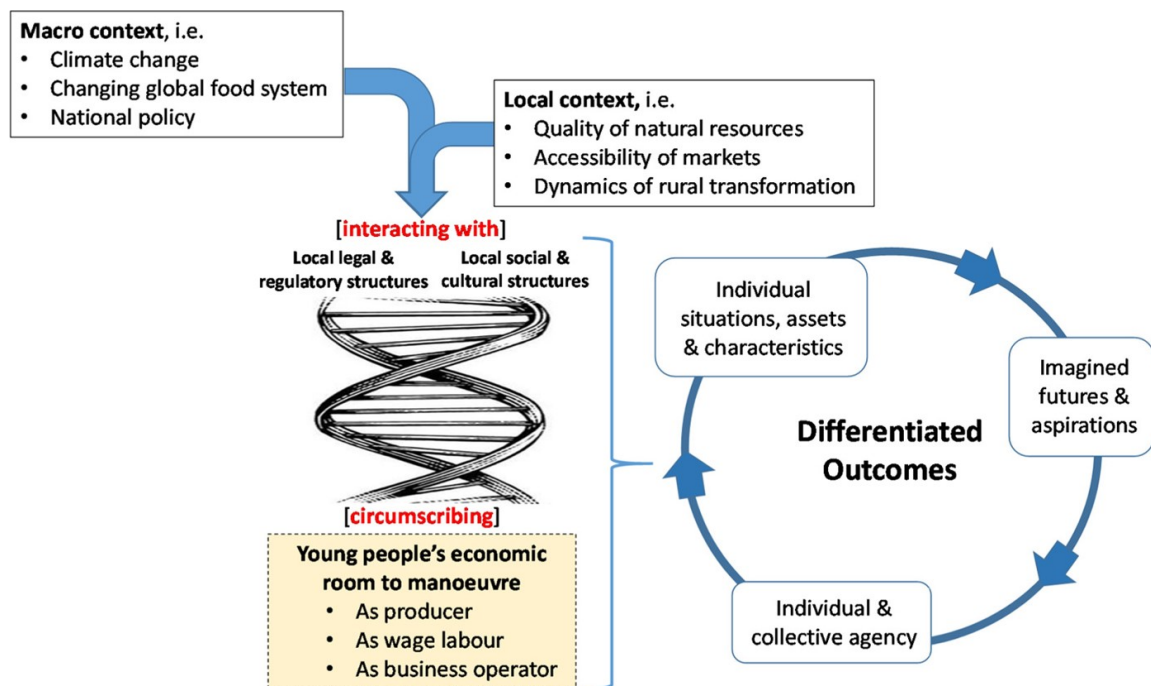 Macro context, i.e.
• Climate change
• Changing global food system
• National policy
Local context, i.e.
• Quality of natural resources
• Accessibility of markets
• Dynamics of rural transformation
[interacting with]
Local legal &
regulatory structures
Local social &
cultural structures
[circumscribing]
Young people’s economic
room to manoeuvre
• As producer
• As wage labour
• As business operator
Individual
situations, assets
& characteristics
Imagined
futures &
aspirations
Differentiated
Outcomes
Individual &
collective agency